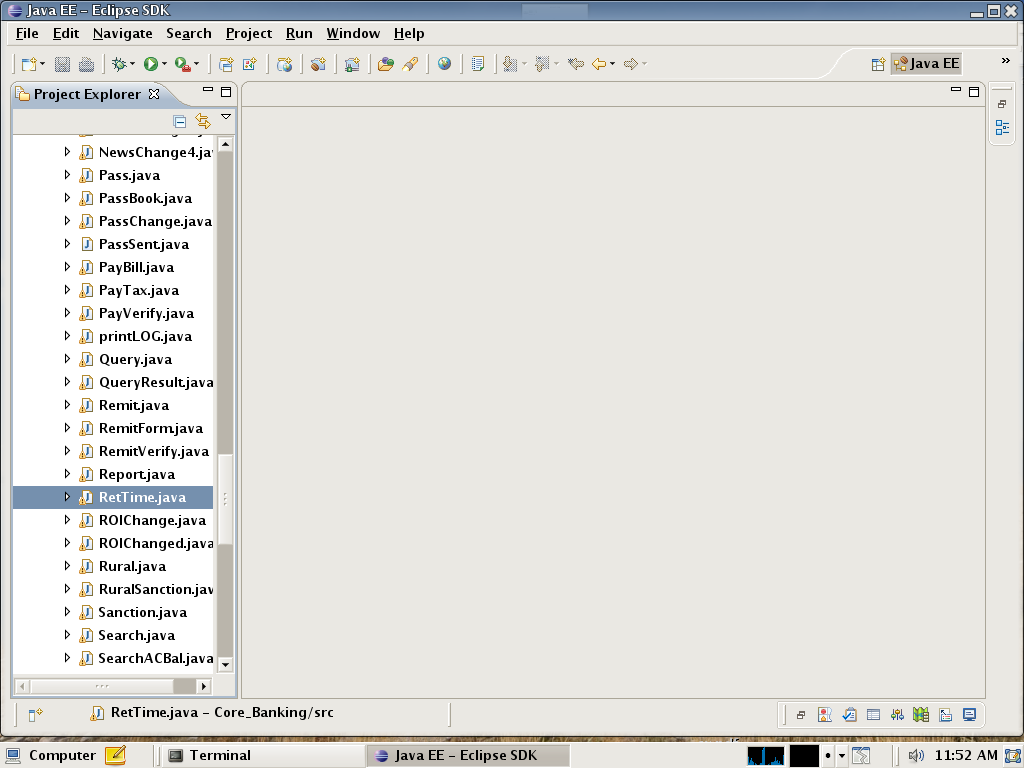 Java EE - Eclipse SDK
File Edit Navigate Search Project Run Window Help
Java EE
»
Project Explorer
NewsChange4.jav
Pass.java
PassBook.java
PassChange.java
PassSent.java
PayBill.java
PayTax.java
PayVerify.java
printLOG.java
Query.java
QueryResult.java
Remit.java
RemitForm.java
RemitVerify.java
Report.java
RetTime.java
ROIChange.java
ROIChanged.java
Rural.java
RuralSanction.jav
Sanction.java
Search.java
SearchACBal.java
RetTime.java - Core_Banking/src
Computer Terminal Java EE - Eclipse SDK 11:52 AM